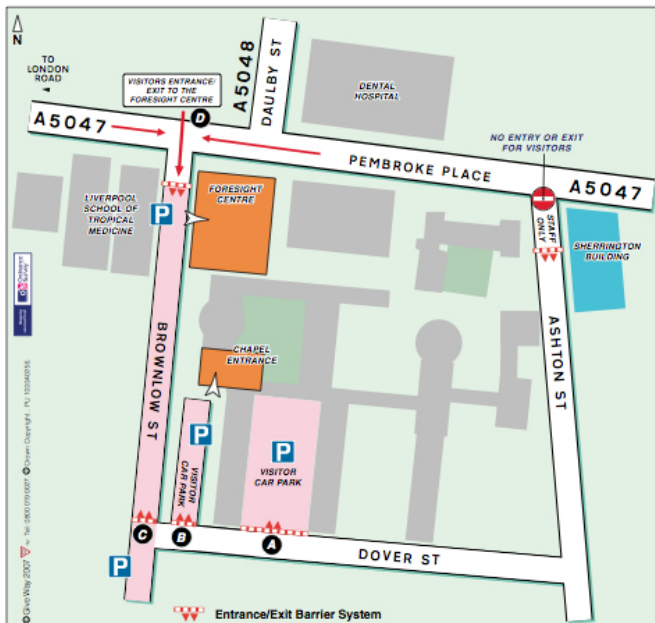 N
TO
LONDON
ROAD
VISITORS ENTRANCE/
EXIT TO THE
FORESIGHT CENTRE
A5048
DAULBY ST
DENTAL
HOSPITAL
D
A5047
NO ENTRY OR EXIT
FOR VISITORS
PEMBROKE PLACE
A5047
LIVERPOOL
SCHOOL OF
TROPICAL
MEDICINE
P
FORESIGHT
CENTRE
STAFF
ONLY
SHERRINGTON
BUILDING
BROWNLOW ST
CHAPEL
ENTRANCE
ASHTON ST
P
VISITOR
CAR PARK
P
VISITOR
CAR PARK
C
B
A
DOVER ST
P
Entrance/Exit Barrier System